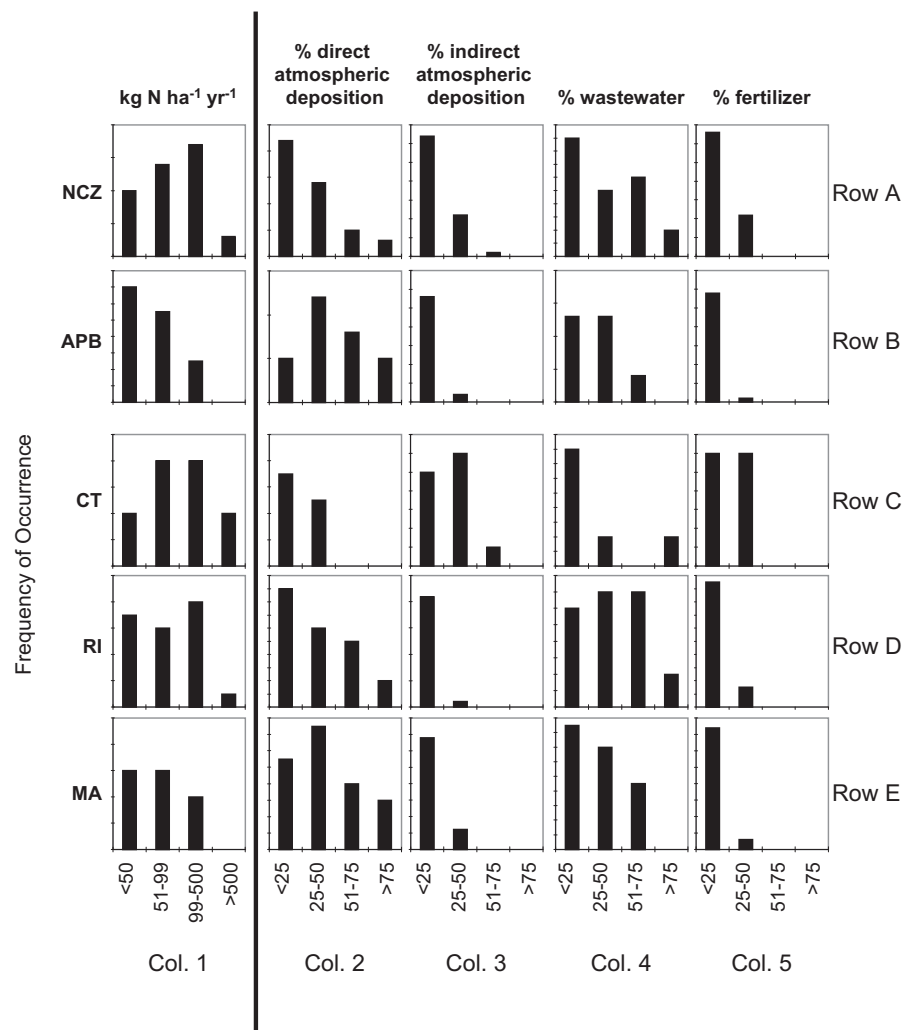 % direct
atmospheric
deposition
% indirect
atmospheric
deposition
kg N ha⁻¹ yr⁻¹
% wastewater
% fertilizer
NCZ
Row A
APB
Row B
Frequency of Occurrence
CT
Row C
RI
Row D
MA
Row E
<50
51-99
99-500
>500
<25
25-50
51-75
>75
<25
25-50
51-75
>75
<25
25-50
51-75
>75
<25
25-50
51-75
>75
Col. 1
Col. 2
Col. 3
Col. 4
Col. 5